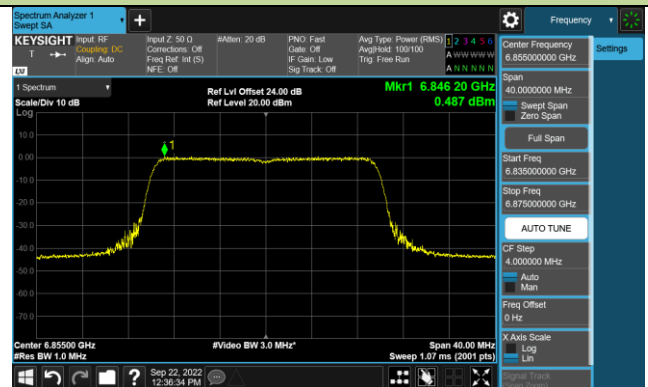 Spectrum Analyzer 1
Swept SA
Frequency
KEYSIGHT
Input: RF
Coupling: DC
Align: Auto
Input Z: 50 Ω
Corrections: Off
Freq Ref: Int (S)
NFE: Off
#Atten: 20 dB
PNO: Fast
Gate: Off
IF Gain: Low
Sig Track: Off
Avg Type: Power (RMS)
Avg|Hold: 100/100
Trig: Free Run
1 2 3 4 5 6
A W W W W W
A N N N N N
T
LXI
Center Frequency
6.855000000 GHz
Settings
Span
40.0000000 MHz
Swept Span
Zero Span
Full Span
Start Freq
6.835000000 GHz
Stop Freq
6.875000000 GHz
AUTO TUNE
CF Step
4.000000 MHz
Auto
Man
Freq Offset
0 Hz
X Axis Scale
Log
Lin
Signal Track
(Span Zoom)
1 Spectrum
Scale/Div 10 dB
Log
Ref Lvl Offset 24.00 dB
Ref Level 20.00 dBm
Mkr1 6.846 20 GHz
0.487 dBm
10.0
0.00
-10.0
-20.0
-30.0
-40.0
-50.0
-60.0
-70.0
1
Center 6.85500 GHz
#Res BW 1.0 MHz
#Video BW 3.0 MHz*
Span 40.00 MHz
Sweep 1.07 ms (2001 pts)
Sep 22, 2022
12:36:34 PM